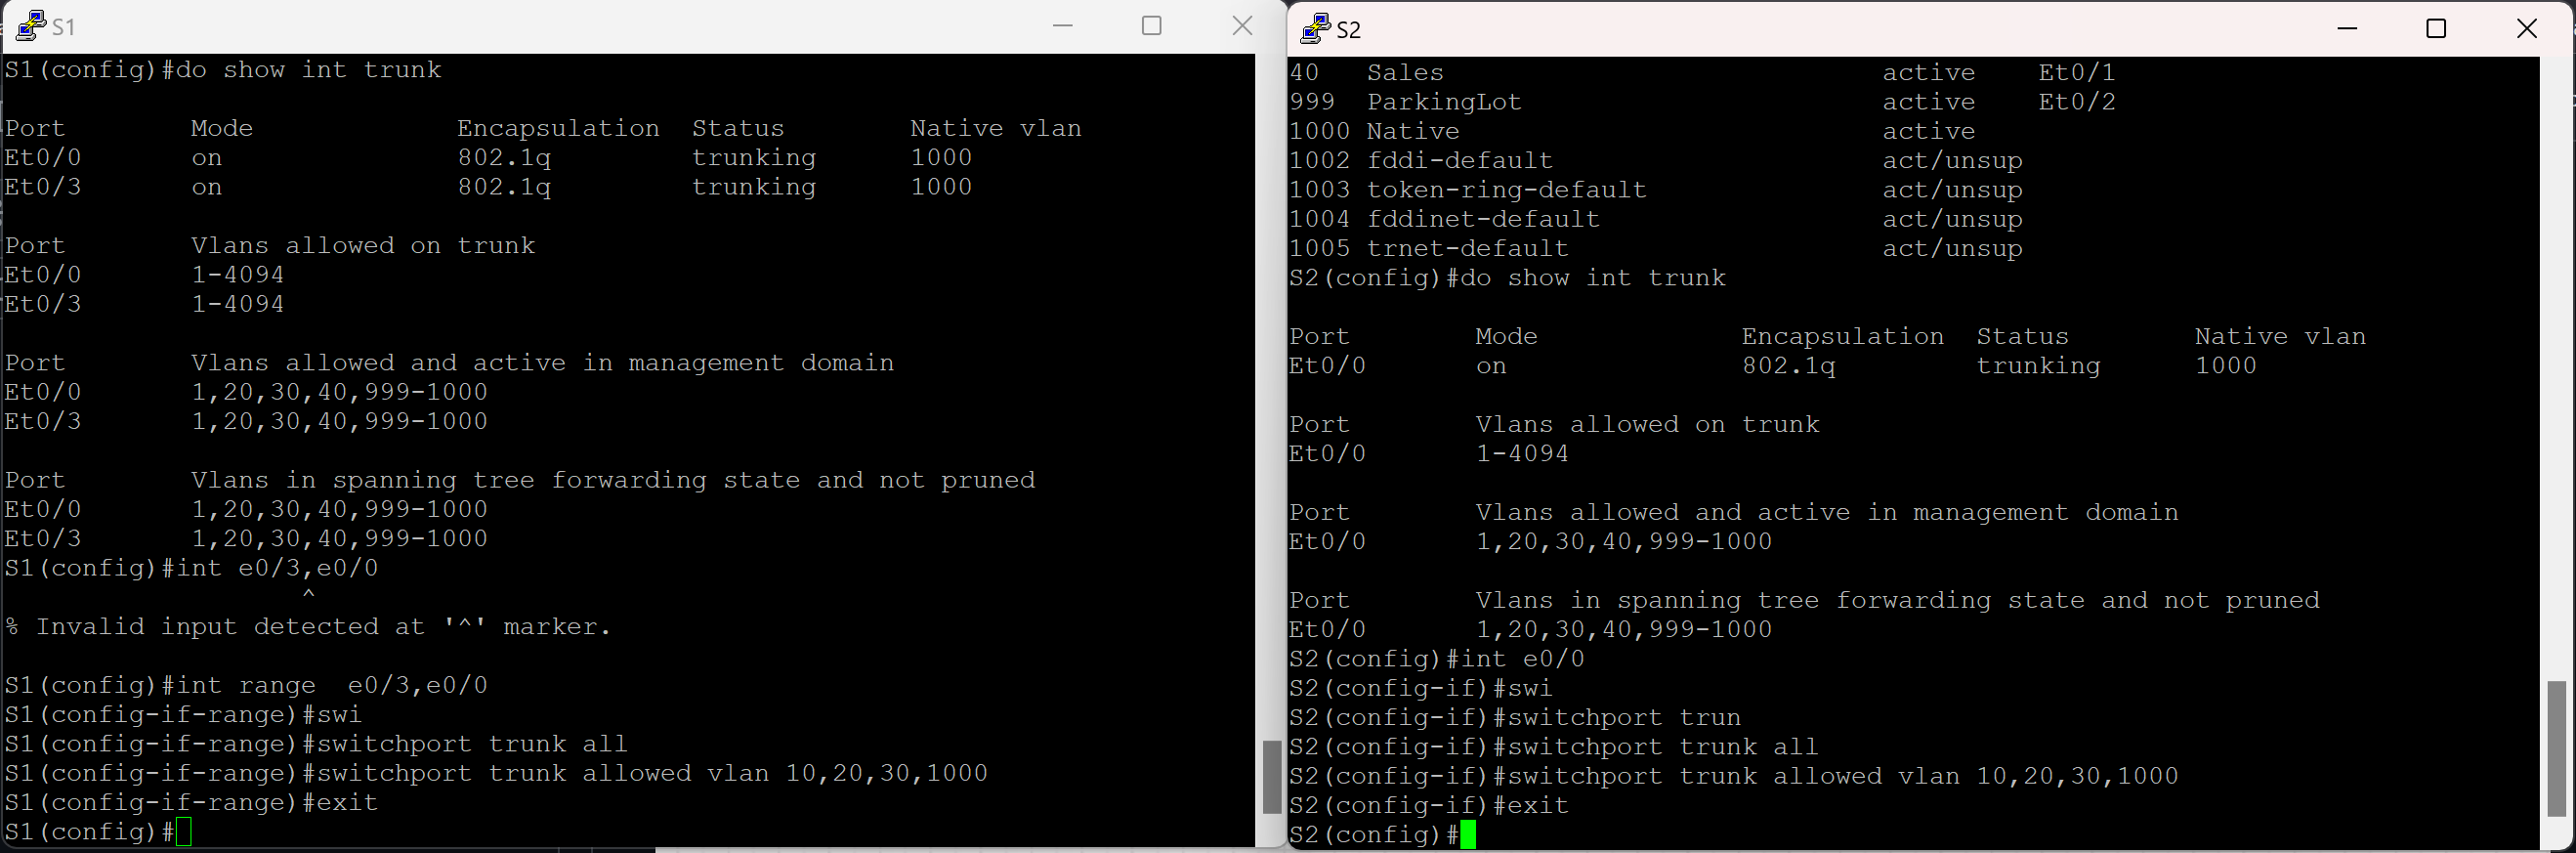 S1
S1(config)#do show int trunk
Port Mode Encapsulation Status Native vlan
Et0/0 on 802.1q trunking 1000
Et0/3 on 802.1q trunking 1000
Port Vlans allowed on trunk
Et0/0 1-4094
Et0/3 1-4094
Port Vlans allowed and active in management domain
Et0/0 1,20,30,40,999-1000
Et0/3 1,20,30,40,999-1000
Port Vlans in spanning tree forwarding state and not pruned
Et0/0 1,20,30,40,999-1000
Et0/3 1,20,30,40,999-1000
S1(config)#int e0/3,e0/0
^
% Invalid input detected at '^' marker.
S1(config)#int range  e0/3,e0/0
S1(config-if-range)#swi
S1(config-if-range)#switchport trunk all
S1(config-if-range)#switchport trunk allowed vlan 10,20,30,1000
S1(config-if-range)#exit
S1(config)#
S2
40 Sales active Et0/1
999 ParkingLot active Et0/2
1000 Native active
1002 fddi-default act/unsup
1003 token-ring-default act/unsup
1004 fddinet-default act/unsup
1005 trnet-default act/unsup
S2(config)#do show int trunk
Port Mode Encapsulation Status Native vlan
Et0/0 on 802.1q trunking 1000
Port Vlans allowed on trunk
Et0/0 1-4094
Port Vlans allowed and active in management domain
Et0/0 1,20,30,40,999-1000
Port Vlans in spanning tree forwarding state and not pruned
Et0/0 1,20,30,40,999-1000
S2(config)#int e0/0
S2(config-if)#swi
S2(config-if)#switchport trun
S2(config-if)#switchport trunk all
S2(config-if)#switchport trunk allowed vlan 10,20,30,1000
S2(config-if)#exit
S2(config)#